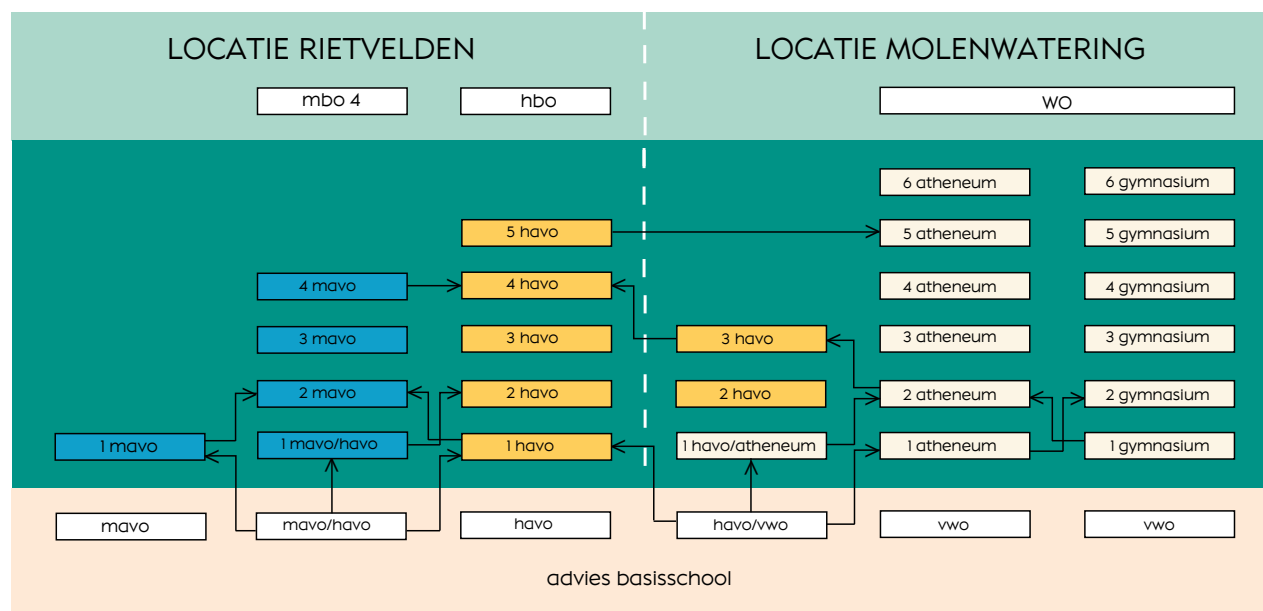 LOCATIE RIETVELDEN
LOCATIE MOLENWATERING
mbo 4
hbo
WO
6 atheneum
6 gymnasium
5 havo
5 atheneum
5 gymnasium
4 mavo
4 havo
4 atheneum
4 gymnasium
3 mavo
3 havo
3 havo
3 atheneum
3 gymnasium
2 mavo
2 havo
2 havo
2 atheneum
2 gymnasium
1 mavo
1 mavo/havo
1 havo
1 havo/atheneum
1 atheneum
1 gymnasium
mavo
mavo/havo
havo
havo/vwo
vwo
vwo
advies basisschool